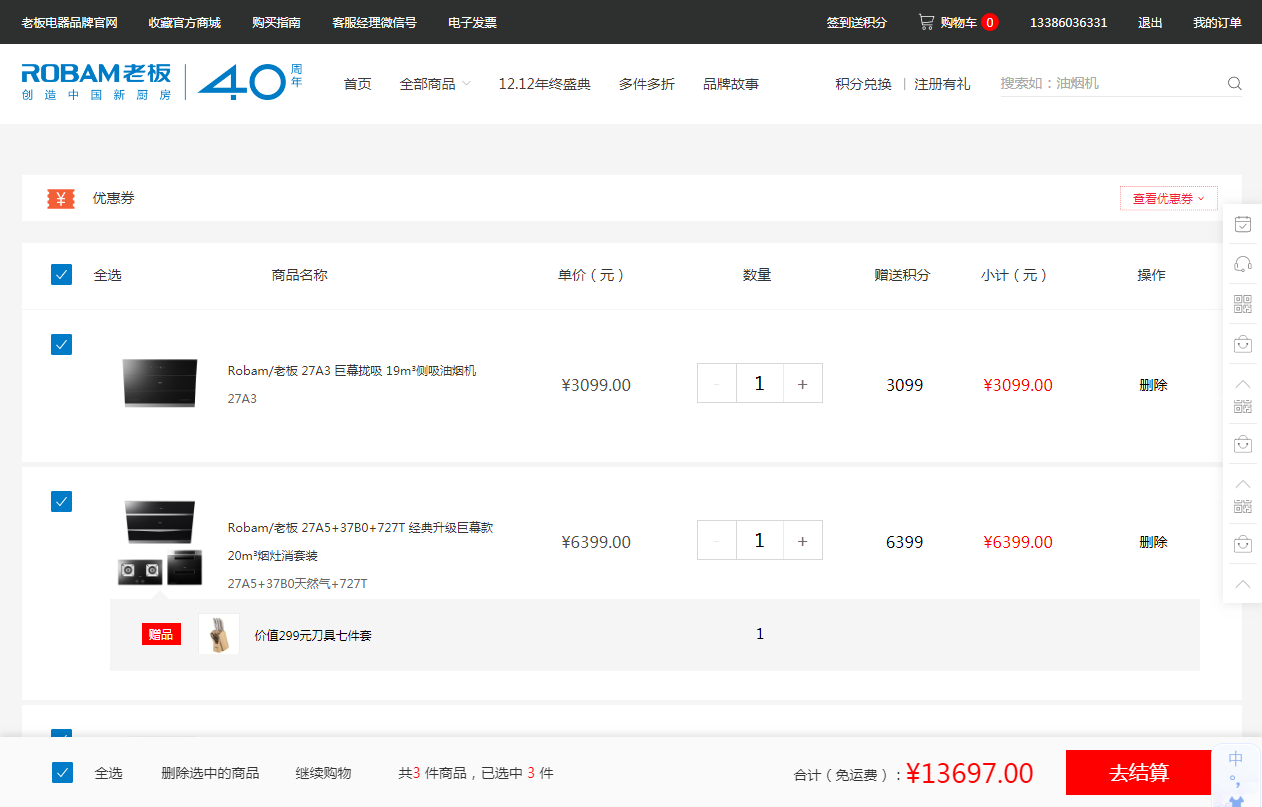 老板电器品牌官网 收藏官方商城 购买指南 客服经理微信号 电子发票 签到送积分 购物车 0 13386036331 退出 我的订单
ROBAM老板 40 周年
创造中国新厨房
首页 全部商品 12.12年终盛典 多件多折 品牌故事 积分兑换 | 注册有礼 搜索如：油烟机
¥ 优惠券 查看优惠券
全选 商品名称 单价（元） 数量 赠送积分 小计（元） 操作
Robam/老板 27A3 巨幕拢吸 19m³侧吸油烟机
27A3
¥3099.00 - 1 + 3099 ¥3099.00 删除
Robam/老板 27A5+37B0+727T 经典升级巨幕款
20m³烟灶消套装
27A5+37B0天然气+727T
¥6399.00 - 1 + 6399 ¥6399.00 删除
赠品 价值299元刀具七件套 1
全选 删除选中的商品 继续购物 共3 件商品，已选中 3 件 合计（免运费）：¥13697.00 去结算
中